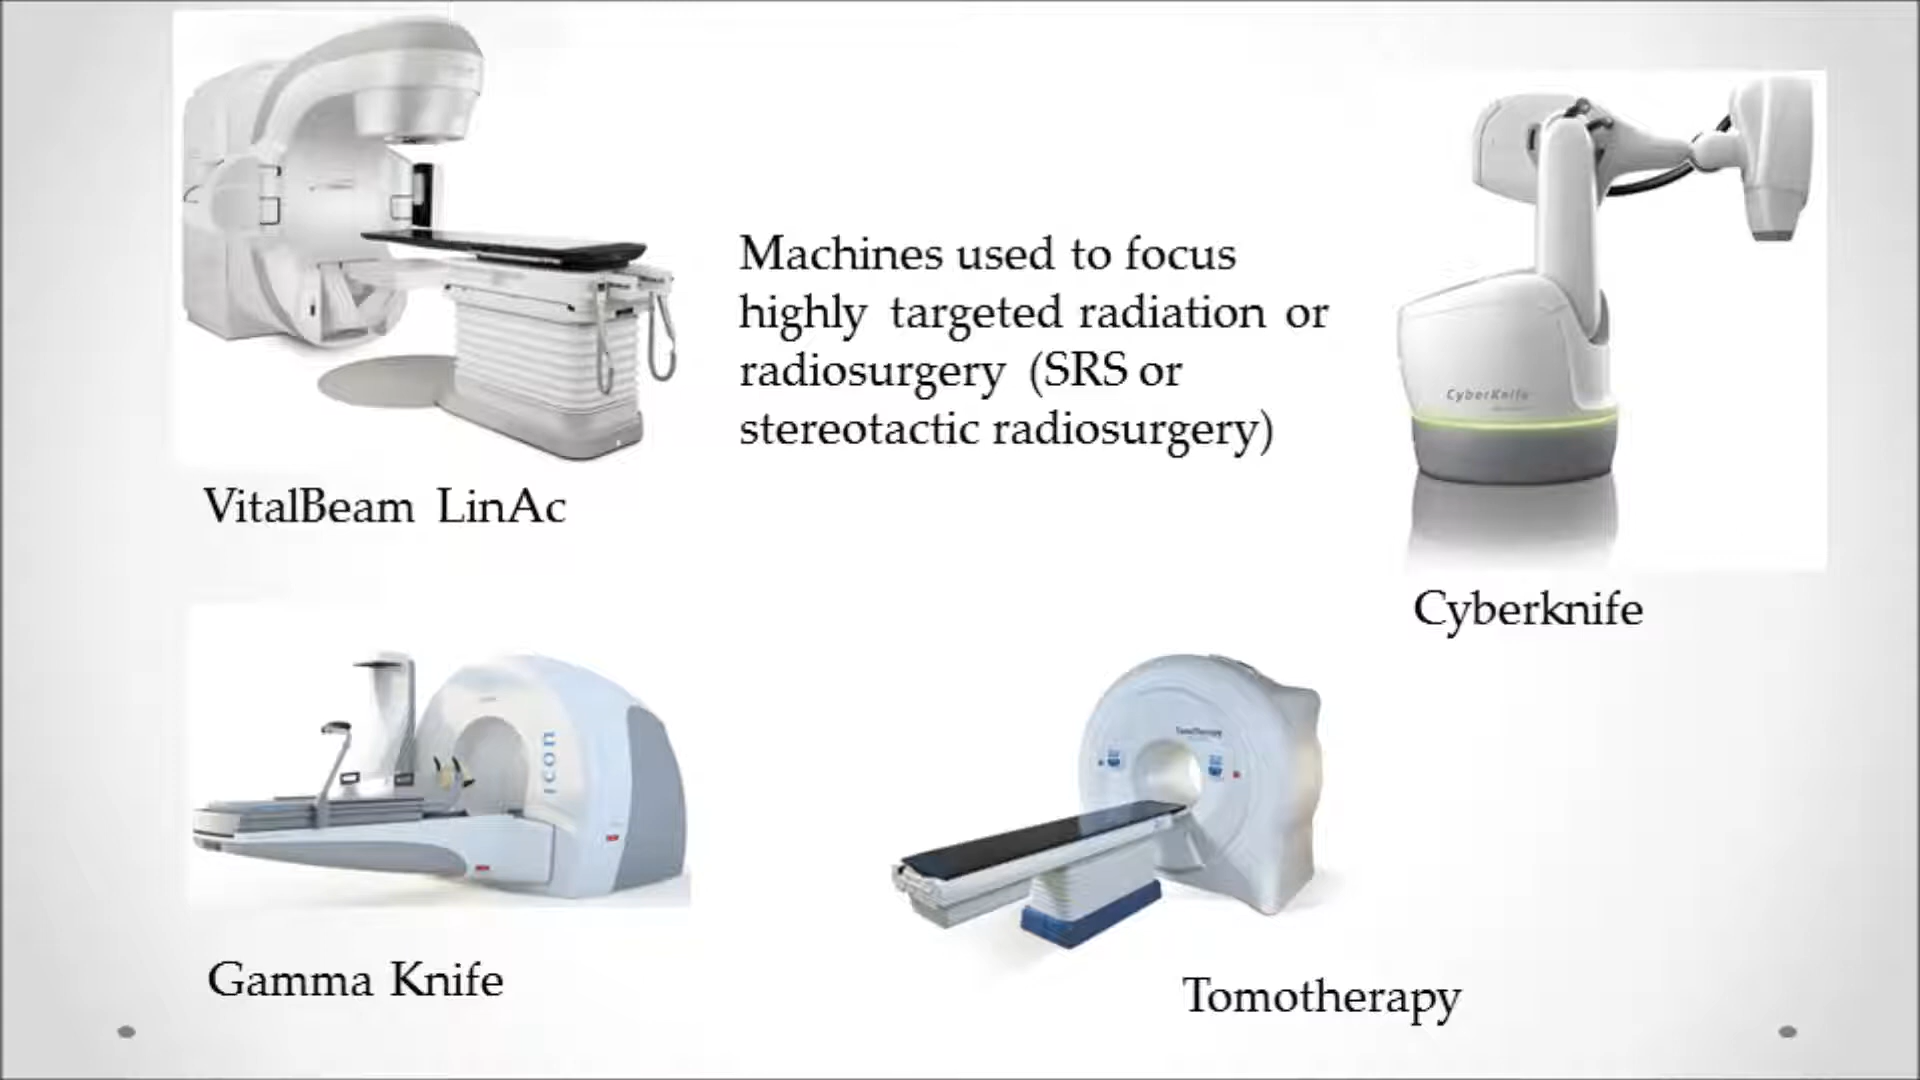 Machines used to focus
highly targeted radiation or
radiosurgery (SRS or
stereotactic radiosurgery)
CyberKnife
VitalBeam LinAc
Cyberknife
icon
TomoTherapy
Gamma Knife
Tomotherapy